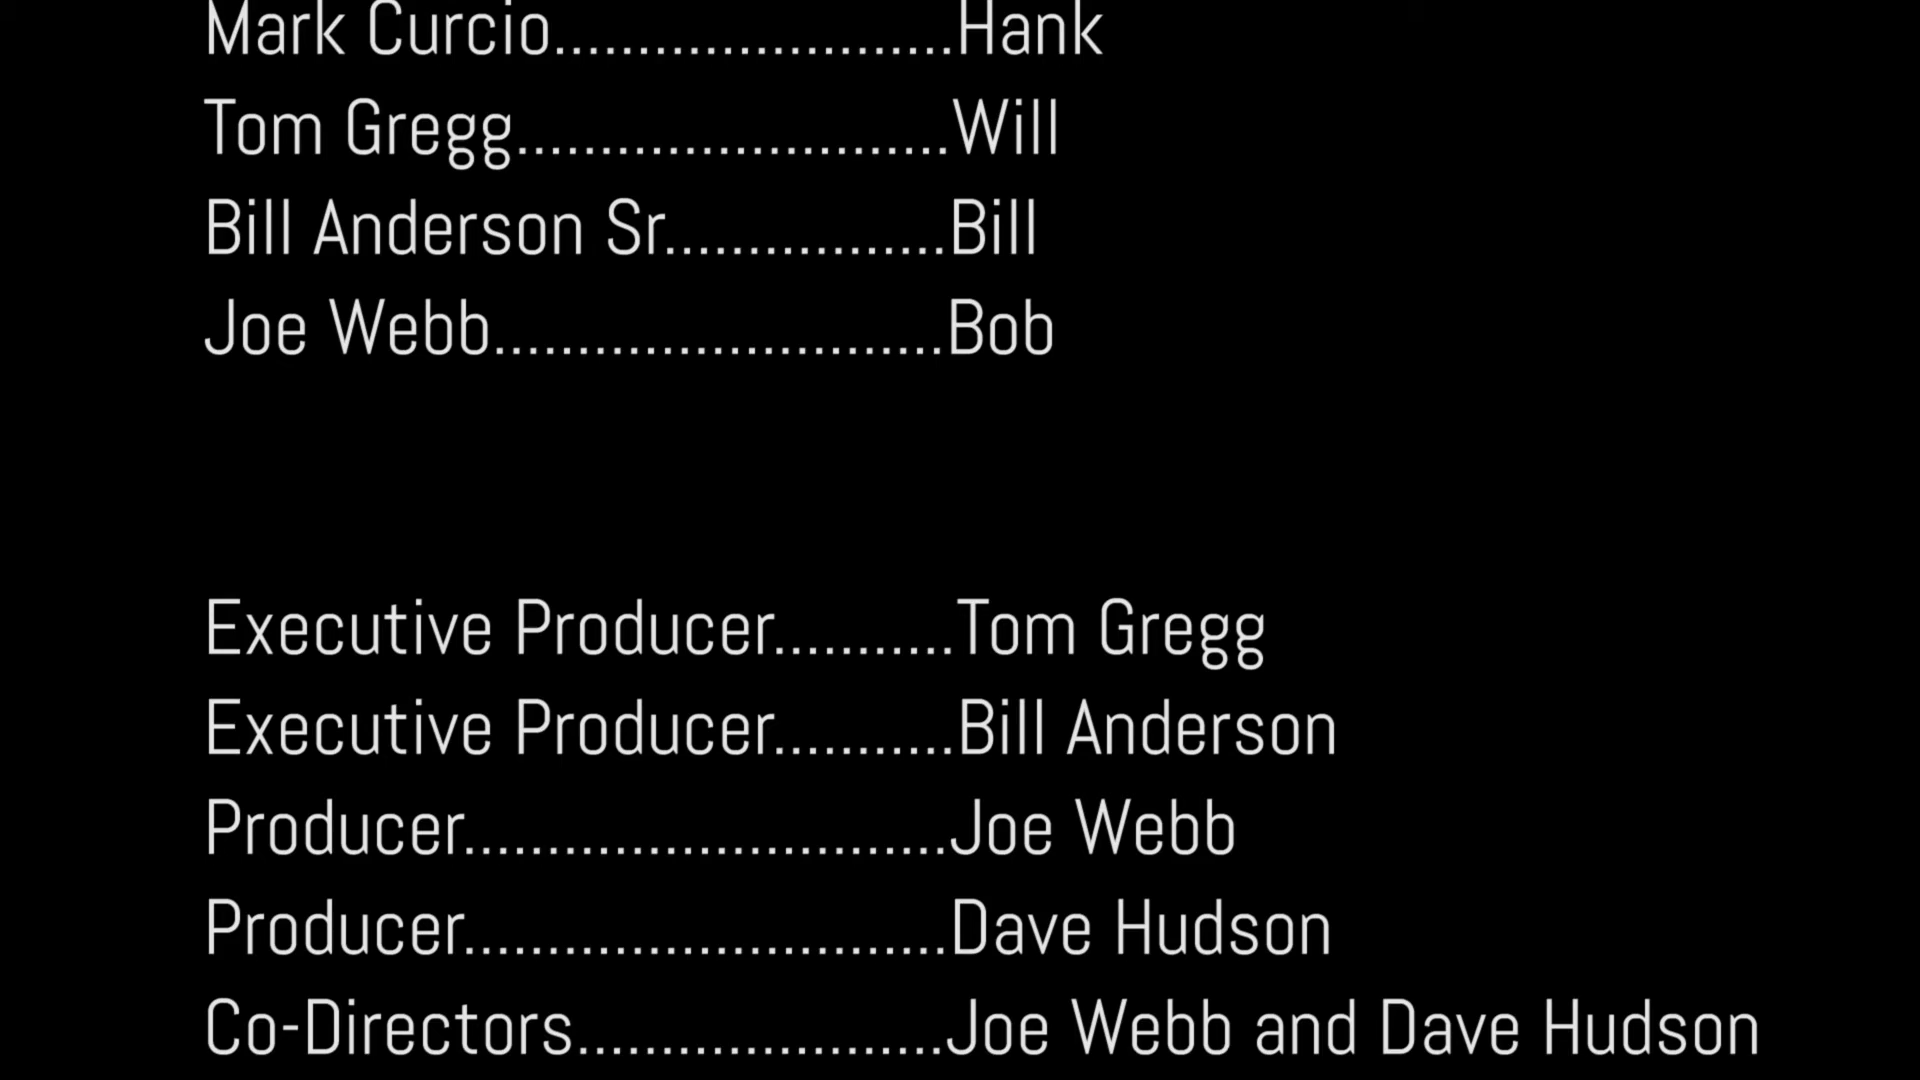 Mark Curcio........................Hank
Tom Gregg..........................Will
Bill Anderson Sr.................Bill
Joe Webb...........................Bob
Executive Producer...........Tom Gregg
Executive Producer...........Bill Anderson
Producer.............................Joe Webb
Producer.............................Dave Hudson
Co-Directors......................Joe Webb and Dave Hudson